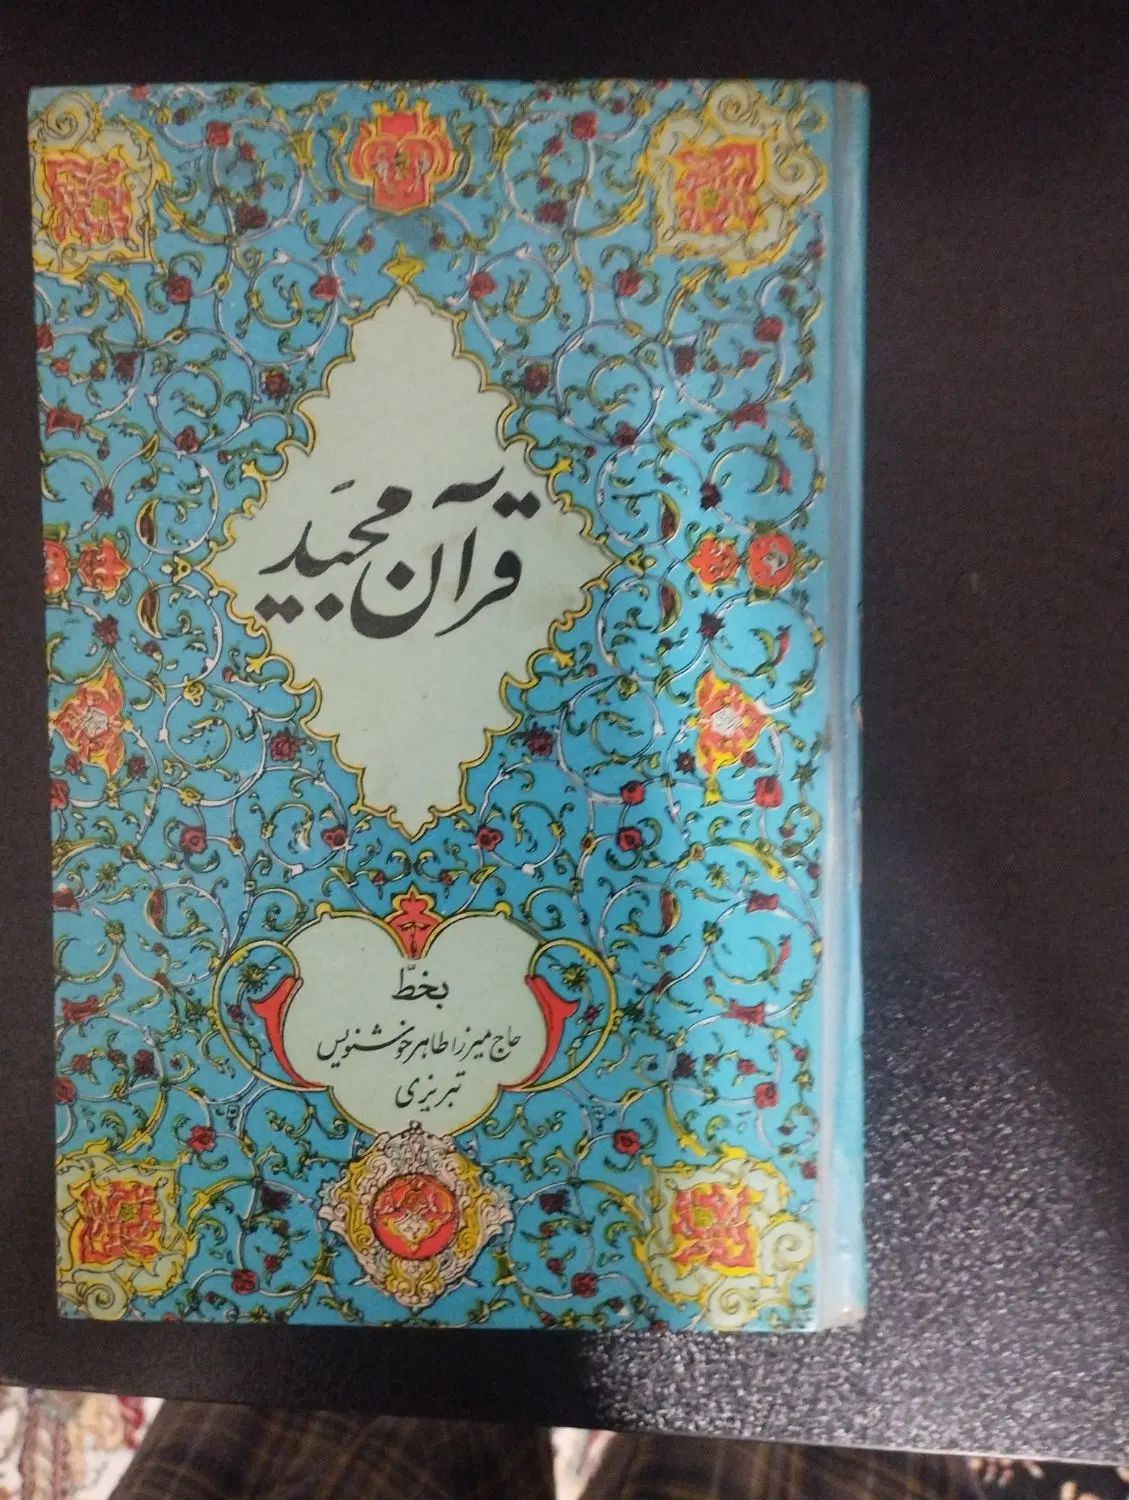 قرآن مجید
بخطّ
حاج میرزا طاهر خوشنویس
تبریزی